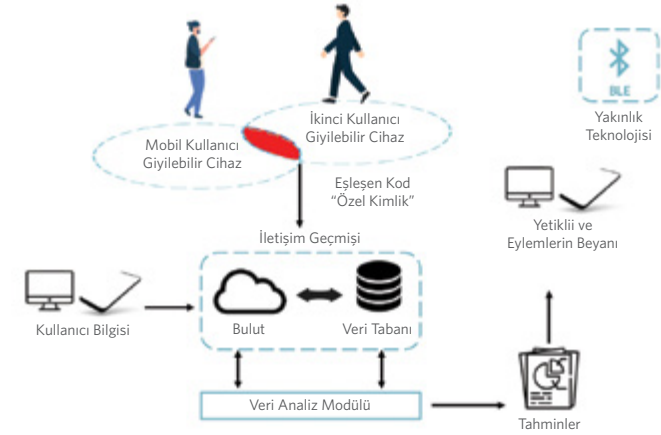 İkinci Kullanıcı
Giyilebilir Cihaz
Mobil Kullanıcı
Giyilebilir Cihaz
BLE
Yakınlık
Teknolojisi
Eşleşen Kod
“Özel Kimlik”
İletişim Geçmişi
Yetiklii ve
Eylemlerin Beyanı
Kullanıcı Bilgisi
Bulut
Veri Tabanı
Veri Analiz Modülü
Tahminler